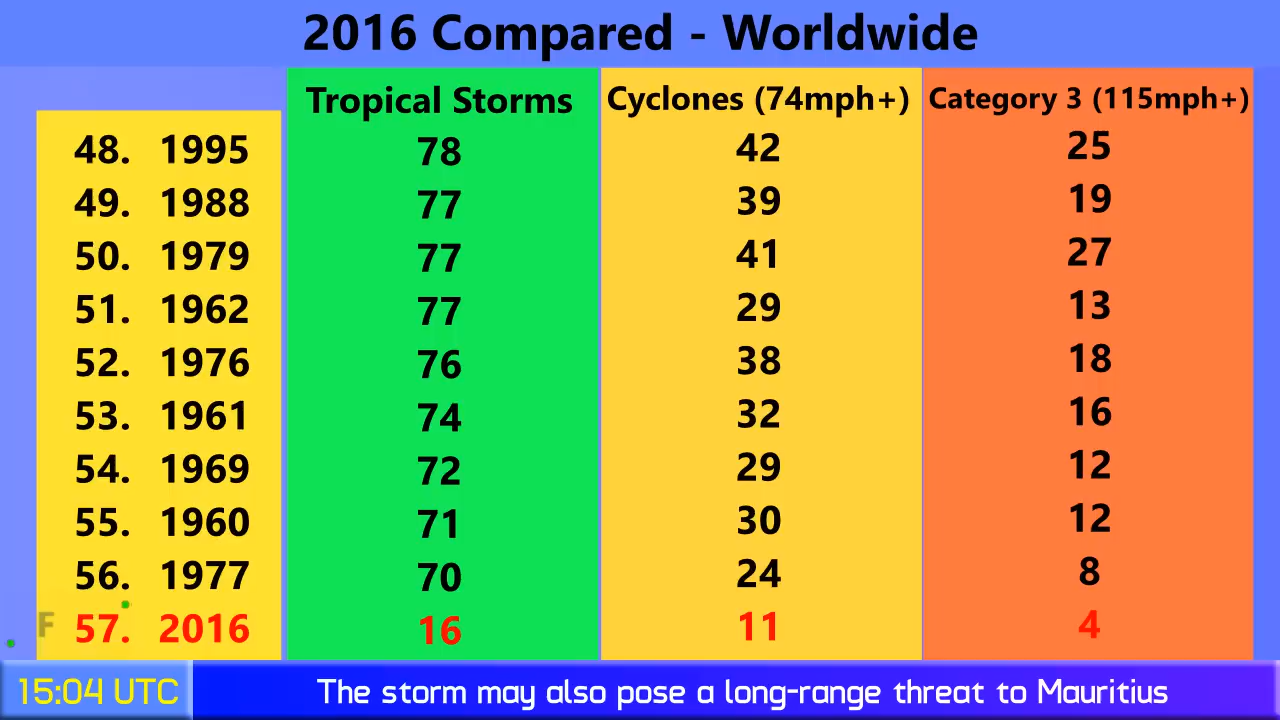 2016 Compared - Worldwide
Tropical Storms Cyclones (74mph+) Category 3 (115mph+)
48. 1995 78 42 25
49. 1988 77 39 19
50. 1979 77 41 27
51. 1962 77 29 13
52. 1976 76 38 18
53. 1961 74 32 16
54. 1969 72 29 12
55. 1960 71 30 12
56. 1977 70 24 8
F 57. 2016 16 11 4
15:04 UTC The storm may also pose a long-range threat to Mauritius